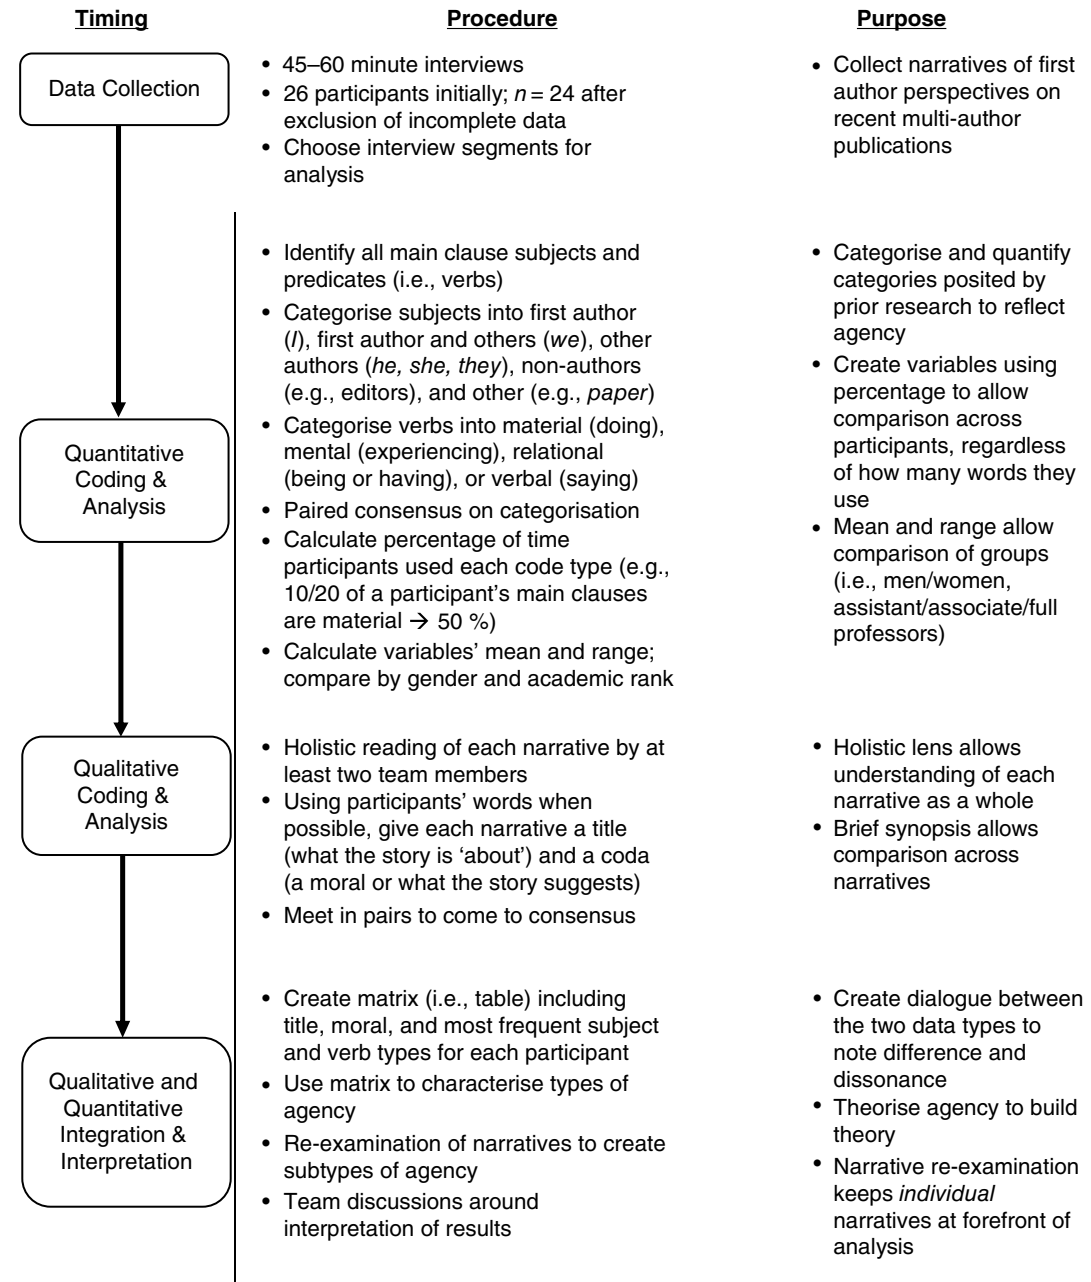 Timing
Procedure
Purpose
Data Collection
• 45–60 minute interviews
• 26 participants initially; n = 24 after
exclusion of incomplete data
• Choose interview segments for
analysis
• Collect narratives of first
author perspectives on
recent multi-author
publications
Quantitative
Coding &
Analysis
• Identify all main clause subjects and
predicates (i.e., verbs)
• Categorise subjects into first author
(I), first author and others (we), other
authors (he, she, they), non-authors
(e.g., editors), and other (e.g., paper)
• Categorise verbs into material (doing),
mental (experiencing), relational
(being or having), or verbal (saying)
• Paired consensus on categorisation
• Calculate percentage of time
participants used each code type (e.g.,
10/20 of a participant’s main clauses
are material → 50 %)
• Calculate variables’ mean and range;
compare by gender and academic rank
• Categorise and quantify
categories posited by
prior research to reflect
agency
• Create variables using
percentage to allow
comparison across
participants, regardless
of how many words they
use
• Mean and range allow
comparison of groups
(i.e., men/women,
assistant/associate/full
professors)
Qualitative
Coding &
Analysis
• Holistic reading of each narrative by at
least two team members
• Using participants’ words when
possible, give each narrative a title
(what the story is ‘about’) and a coda
(a moral or what the story suggests)
• Meet in pairs to come to consensus
• Holistic lens allows
understanding of each
narrative as a whole
• Brief synopsis allows
comparison across
narratives
Qualitative and
Quantitative
Integration &
Interpretation
• Create matrix (i.e., table) including
title, moral, and most frequent subject
and verb types for each participant
• Use matrix to characterise types of
agency
• Re-examination of narratives to create
subtypes of agency
• Team discussions around
interpretation of results
• Create dialogue between
the two data types to
note difference and
dissonance
• Theorise agency to build
theory
• Narrative re-examination
keeps individual
narratives at forefront of
analysis